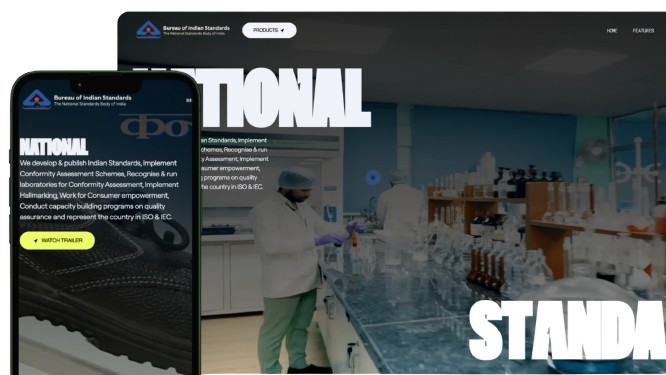 Bureau of Indian Standards
The National Standards Body of India
PRODUCTS
HOME
FEATURES
NATIONAL
an Standards, Implement
chemes, Recognise & run
y Assessment, Implement
sumer empowerment,
programs on quality
the country in ISO & IEC.
STANDA
Bureau of Indian Standards
The National Standards Body of India
NATIONAL
We develop & publish Indian Standards, Implement
Conformity Assessment Schemes, Recognise & run
laboratories for Conformity Assessment, Implement
Hallmarking, Work for Consumer empowerment,
Conduct capacity building programs on quality
assurance and represent the country in ISO & IEC.
WATCH TRAILER